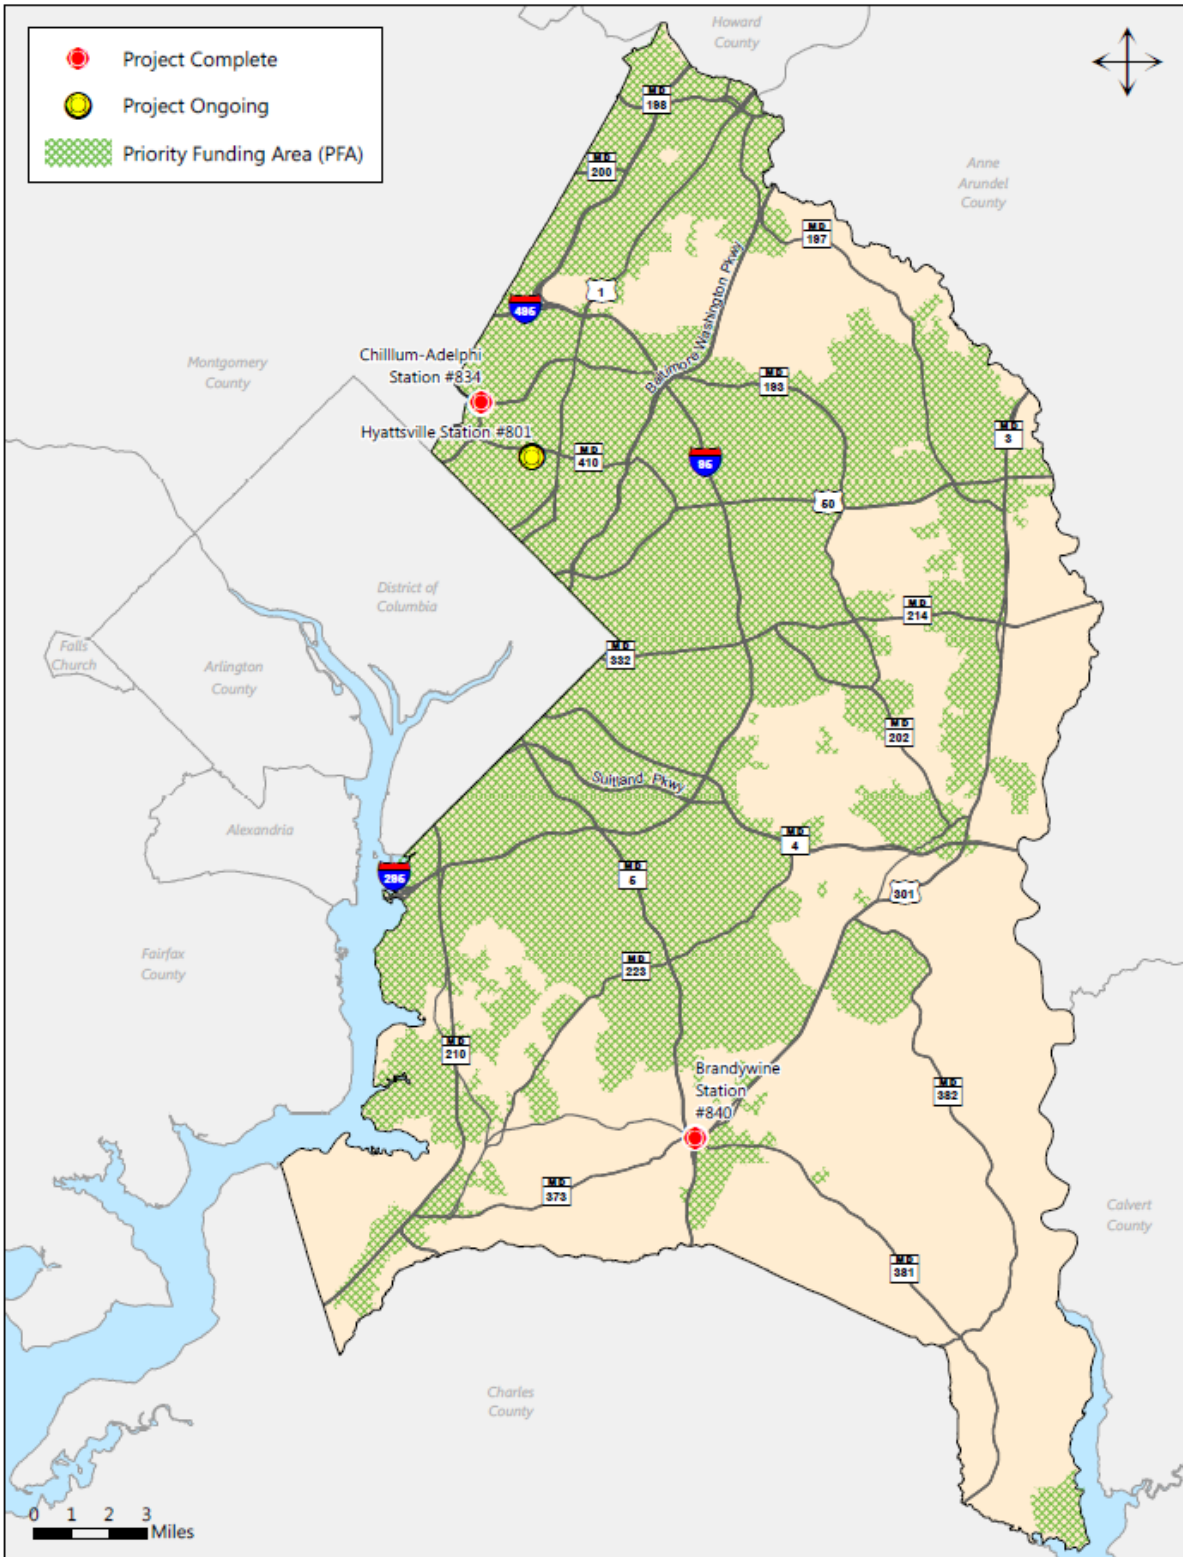 Project Complete
Project Ongoing
Priority Funding Area (PFA)
Howard
County
MD
198
Anne
Arundel
County
MD
200
MD
197
Baltimore Washington Pkwy
1
495
Montgomery
County
Chilllum-Adelphi
Station #834
MD
193
Hyattsville Station #801
MD
3
MD
410
95
50
District of
Columbia
MD
214
Falls
Church
Arlington
County
MD
332
MD
202
Suitland Pkwy
Alexandria
MD
4
295
MD
5
301
Fairfax
County
MD
223
MD
210
Brandywine
Station
#840
MD
382
MD
373
Calvert
County
MD
381
Charles
County
0 1 2 3
Miles